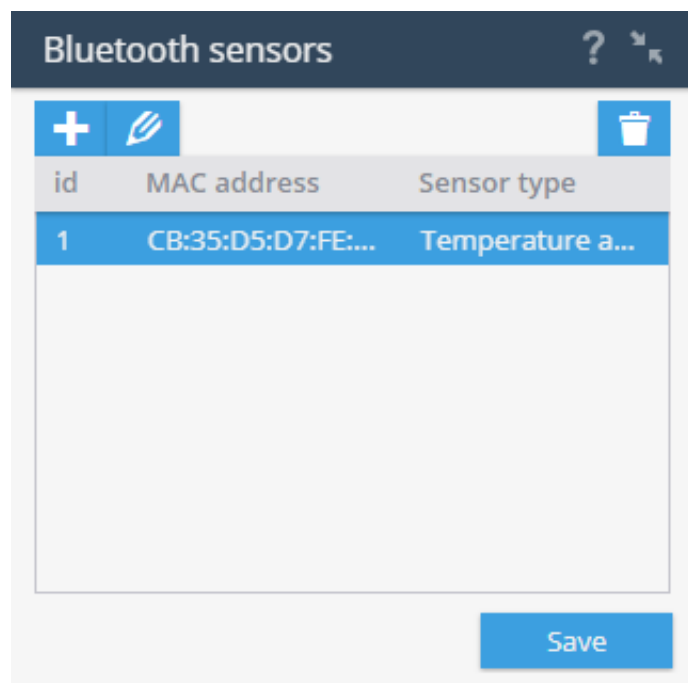 Bluetooth sensors ?
id MAC address Sensor type
1 CB:35:D5:D7:FE:... Temperature a...
Save